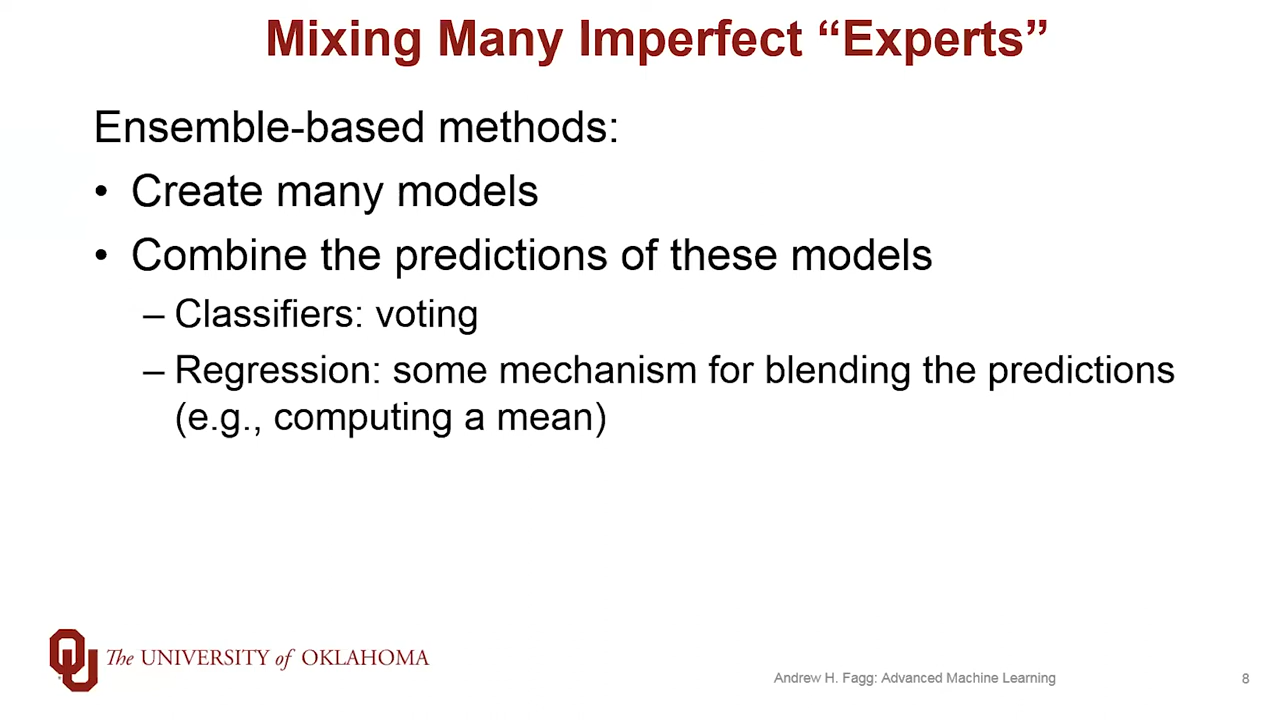 Mixing Many Imperfect “Experts”
Ensemble-based methods:
• Create many models
• Combine the predictions of these models
– Classifiers: voting
– Regression: some mechanism for blending the predictions
(e.g., computing a mean)
The UNIVERSITY of OKLAHOMA
Andrew H. Fagg: Advanced Machine Learning
8